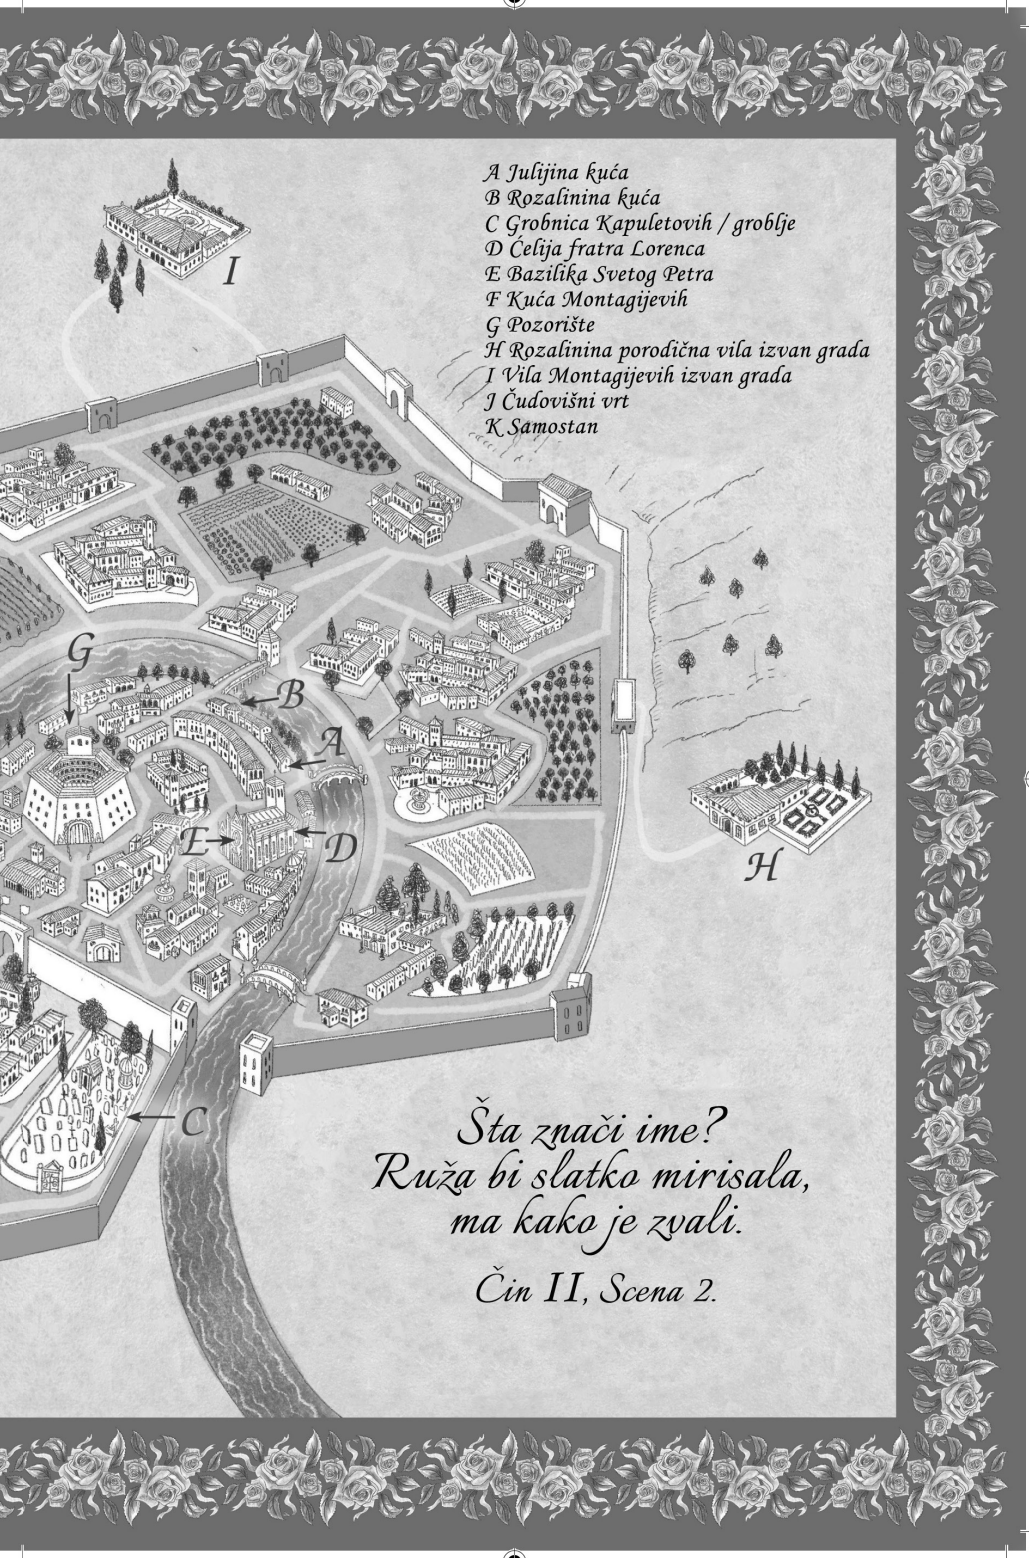 A Julijina kuća
B Rozalinina kuća
C Grobnica Kapuletovih / groblje
D Ćelija fratra Lorenca
E Bazilika Svetog Petra
F Kuća Montagijevih
G Pozorište
H Rozalinina porodična vila izvan grada
I Vila Montagijevih izvan grada
J Čudovišni vrt
K Samostan
I
G
B
A
E
D
H
C
Šta znači ime?
Ruža bi slatko mirisala,
ma kako je zvali.
Čin II, Scena 2.